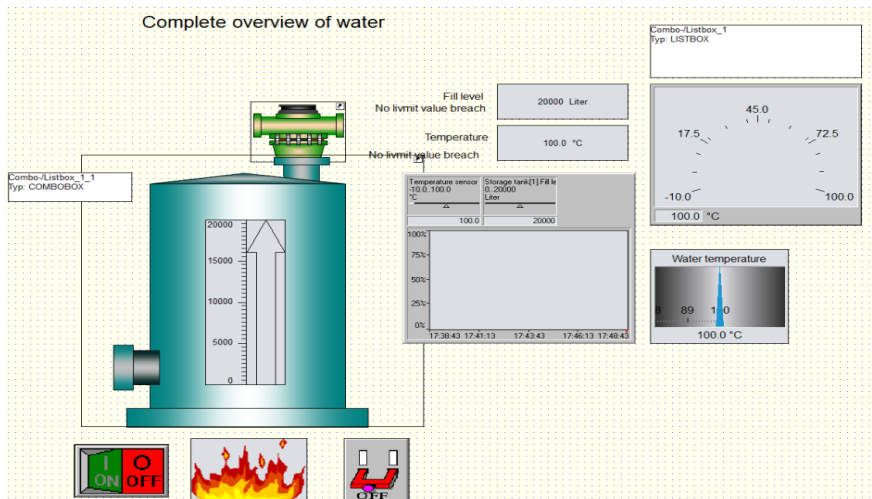 Complete overview of water
Combo-/Listbox_1
Typ: LISTBOX
Fill level
No livmit value breach
20000 Liter
Temperature
100.0 °C
No livmit value breach
Combo-/Listbox_1_1
Typ: COMBOBOX
45.0
17.5
72.5
-10.0
100.0
100.0 °C
Temperature sensor
-10.0..100.0
°C
100.0
Storage tank[1].Fill le
0..20000
Liter
20000
100%
75%
50%
25%
0%
17:38:43 17:41:13 17:43:43 17:46:13 17:48:43
Water temperature
8 89 100
100.0 °C
20000
15000
10000
5000
0
I
ON
O
OFF
OFF